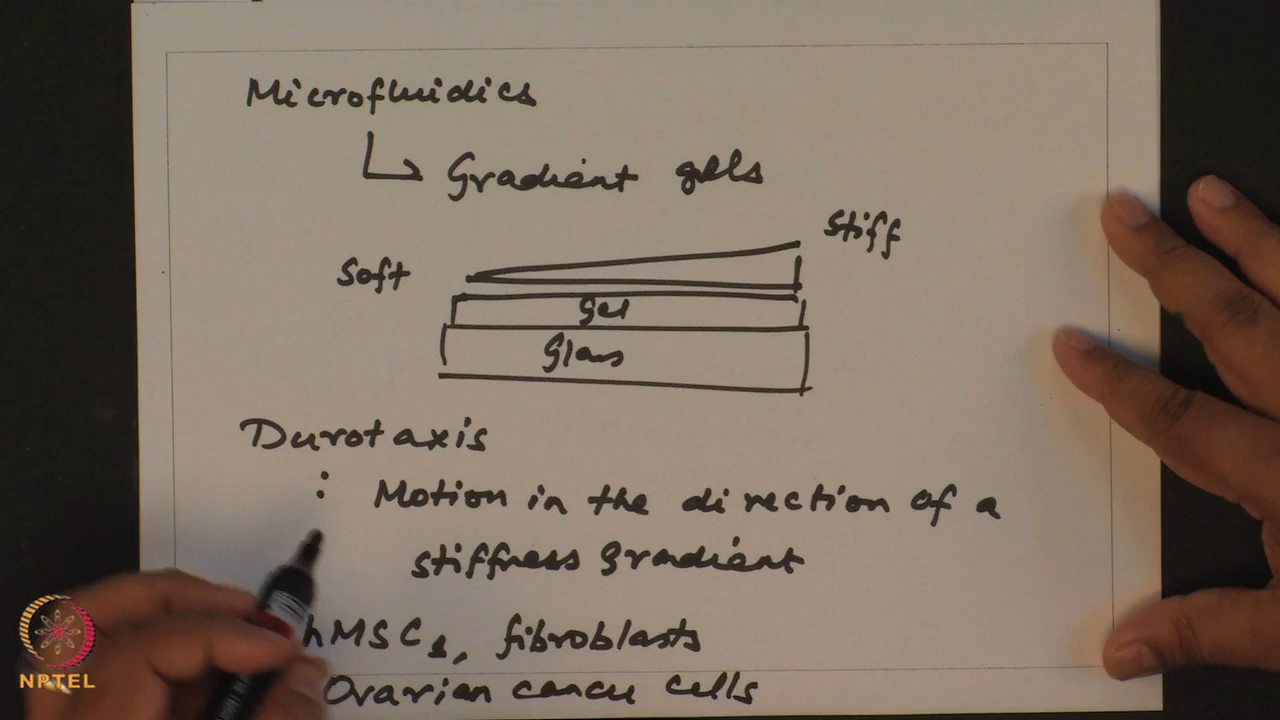 Microfluidics
Gradient gels
Stiff
Soft
Gel
Glass
Durotaxis
: Motion in the direction of a
stiffness gradient
hMSCs, fibroblasts
Ovarian cancer cells
NPTEL